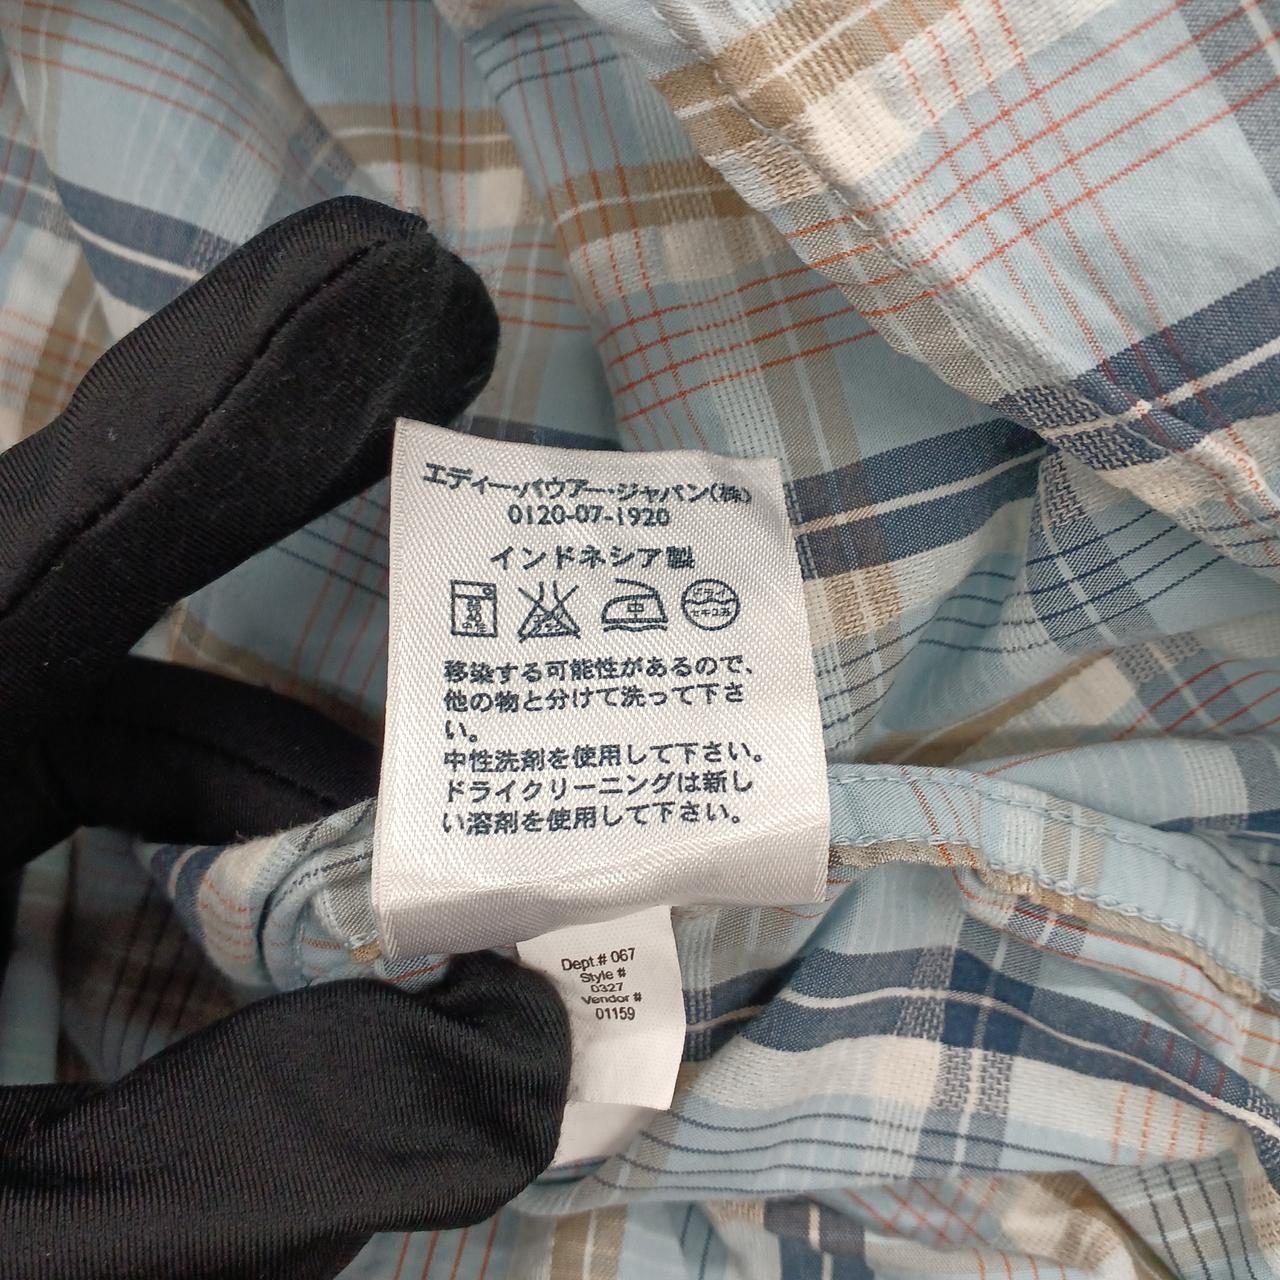 エディー・バウアー・ジャパン(株)
0120-07-1920
インドネシア製
中
移染する可能性があるので、
他の物と分けて洗って下さ
い。
中性洗剤を使用して下さい。
ドライクリーニングは新し
い溶剤を使用して下さい。
Dept.# 067
Style #
0327
Vendor #
01159